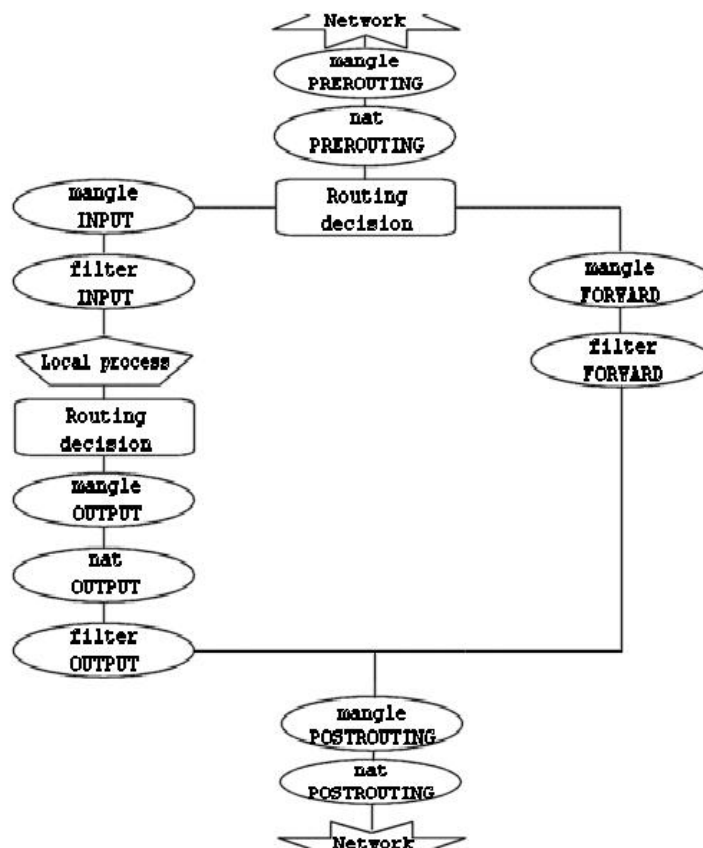 Network
mangle
PREROUTING
nat
PREROUTING
Routing
decision
mangle
INPUT
filter
INPUT
Local process
Routing
decision
mangle
OUTPUT
nat
OUTPUT
filter
OUTPUT
mangle
FORWARD
filter
FORWARD
mangle
POSTROUTING
nat
POSTROUTING
Network